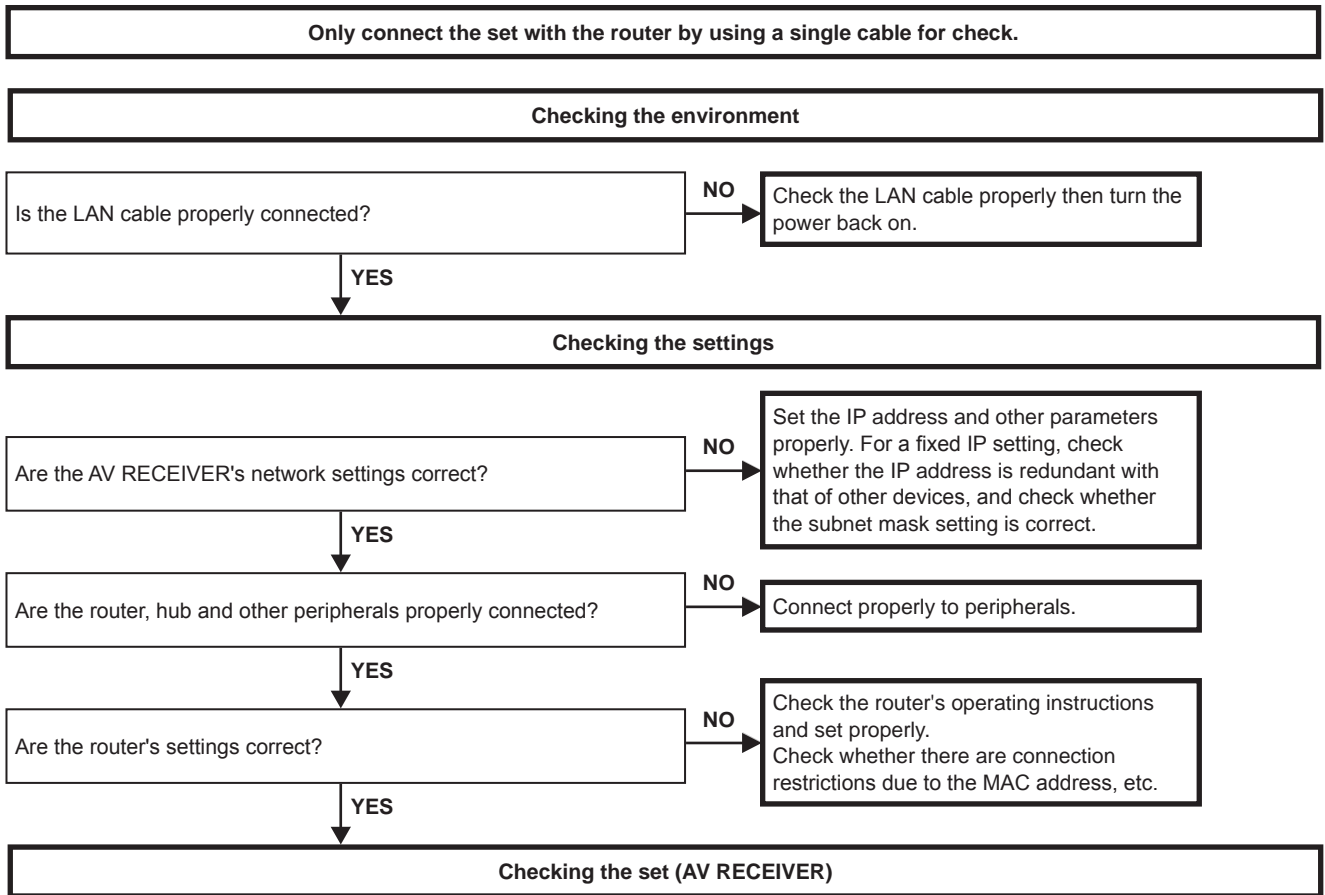 Only connect the set with the router by using a single cable for check.
Checking the environment
Is the LAN cable properly connected?
NO
Check the LAN cable properly then turn the
power back on.
YES
Checking the settings
Are the AV RECEIVER's network settings correct?
NO
Set the IP address and other parameters
properly. For a fixed IP setting, check
whether the IP address is redundant with
that of other devices, and check whether
the subnet mask setting is correct.
YES
Are the router, hub and other peripherals properly connected?
NO
Connect properly to peripherals.
YES
Are the router's settings correct?
NO
Check the router's operating instructions
and set properly.
Check whether there are connection
restrictions due to the MAC address, etc.
YES
Checking the set (AV RECEIVER)